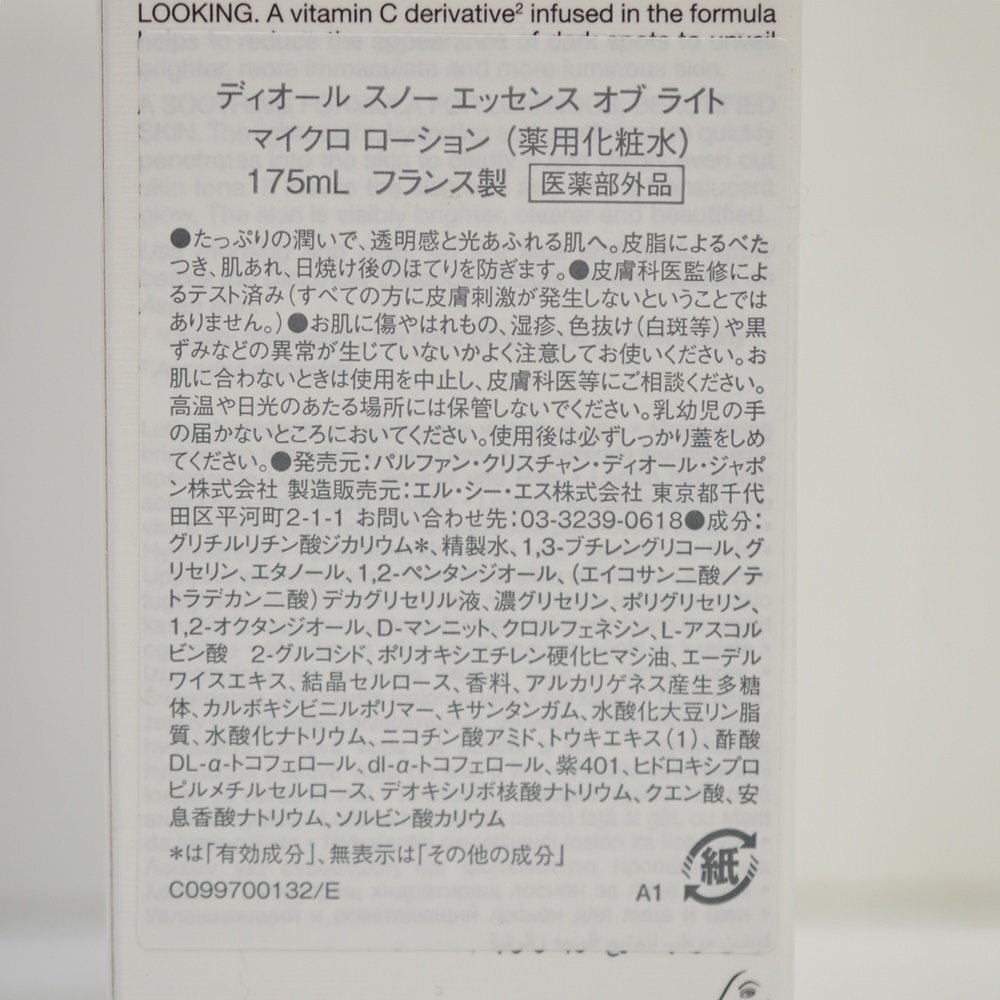 LOOKING. A vitamin C derivative² infused in the formula
helps to reduce the appearance of dark spots to unveil
brighter, more immaculate and more luminous skin.
ディオール スノー エッセンス オブ ライト
マイクロ ローション（薬用化粧水）
175mL フランス製 医薬部外品
●たっぷりの潤いで、透明感と光あふれる肌へ。皮脂によるべた
つき、肌あれ、日焼け後のほてりを防ぎます。●皮膚科医監修によ
るテスト済み（すべての方に皮膚刺激が発生しないということでは
ありません。）●お肌に傷やはれもの、湿疹、色抜け（白斑等）や黒
ずみなどの異常が生じていないかよく注意してお使いください。お
肌に合わないときは使用を中止し、皮膚科医等にご相談ください。
高温や日光のあたる場所には保管しないでください。乳幼児の手
の届かないところにおいてください。使用後は必ずしっかり蓋をしめ
てください。●発売元：パルファン・クリスチャン・ディオール・ジャポ
ン株式会社 製造販売元：エル・シー・エス株式会社 東京都千代
田区平河町2-1-1 お問い合わせ先：03-3239-0618●成分：
グリチルリチン酸ジカリウム＊、精製水、1,3-ブチレングリコール、グ
リセリン、エタノール、1,2-ペンタンジオール、（エイコサン二酸／テ
トラデカン二酸）デカグリセリル液、濃グリセリン、ポリグリセリン、
1,2-オクタンジオール、D-マンニット、クロルフェネシン、L-アスコル
ビン酸 2-グルコシド、ポリオキシエチレン硬化ヒマシ油、エーデル
ワイスエキス、結晶セルロース、香料、アルカリゲネス産生多糖
体、カルボキシビニルポリマー、キサンタンガム、水酸化大豆リン脂
質、水酸化ナトリウム、ニコチン酸アミド、トウキエキス（1）、酢酸
DL-α-トコフェロール、dl-α-トコフェロール、紫401、ヒドロキシプロ
ピルメチルセルロース、デオキシリボ核酸ナトリウム、クエン酸、安
息香酸ナトリウム、ソルビン酸カリウム
＊は「有効成分」、無表示は「その他の成分」
C099700132/E A1 紙